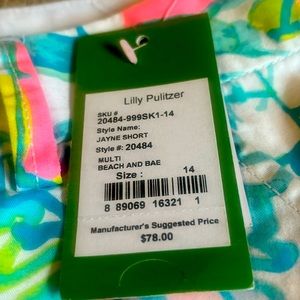 Lilly Pulitzer
SKU #
20484-999SK1-14
Style Name:
JAYNE SHORT
Style #: 20484
MULTI
BEACH AND BAE
Size : 14
8 89069 16321 1
Manufacturer's Suggested Price
$78.00